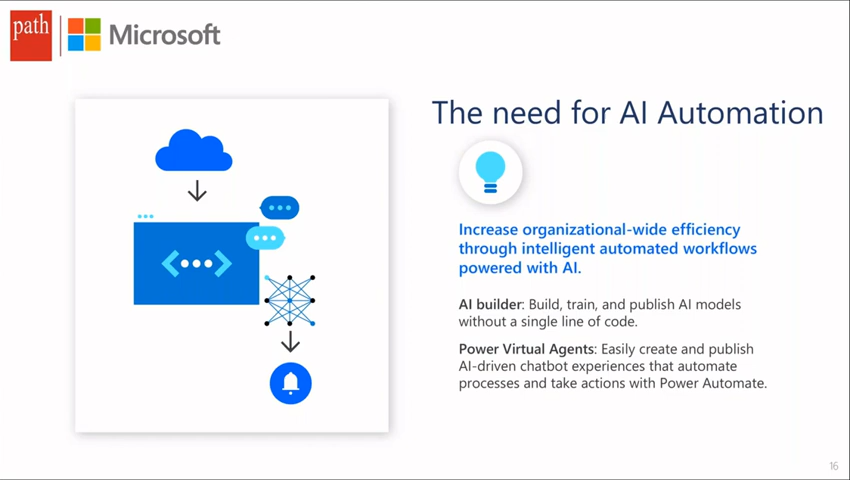 path
Microsoft
The need for AI Automation
Increase organizational-wide efficiency
through intelligent automated workflows
powered with AI.
AI builder: Build, train, and publish AI models
without a single line of code.
Power Virtual Agents: Easily create and publish
AI-driven chatbot experiences that automate
processes and take actions with Power Automate.
16